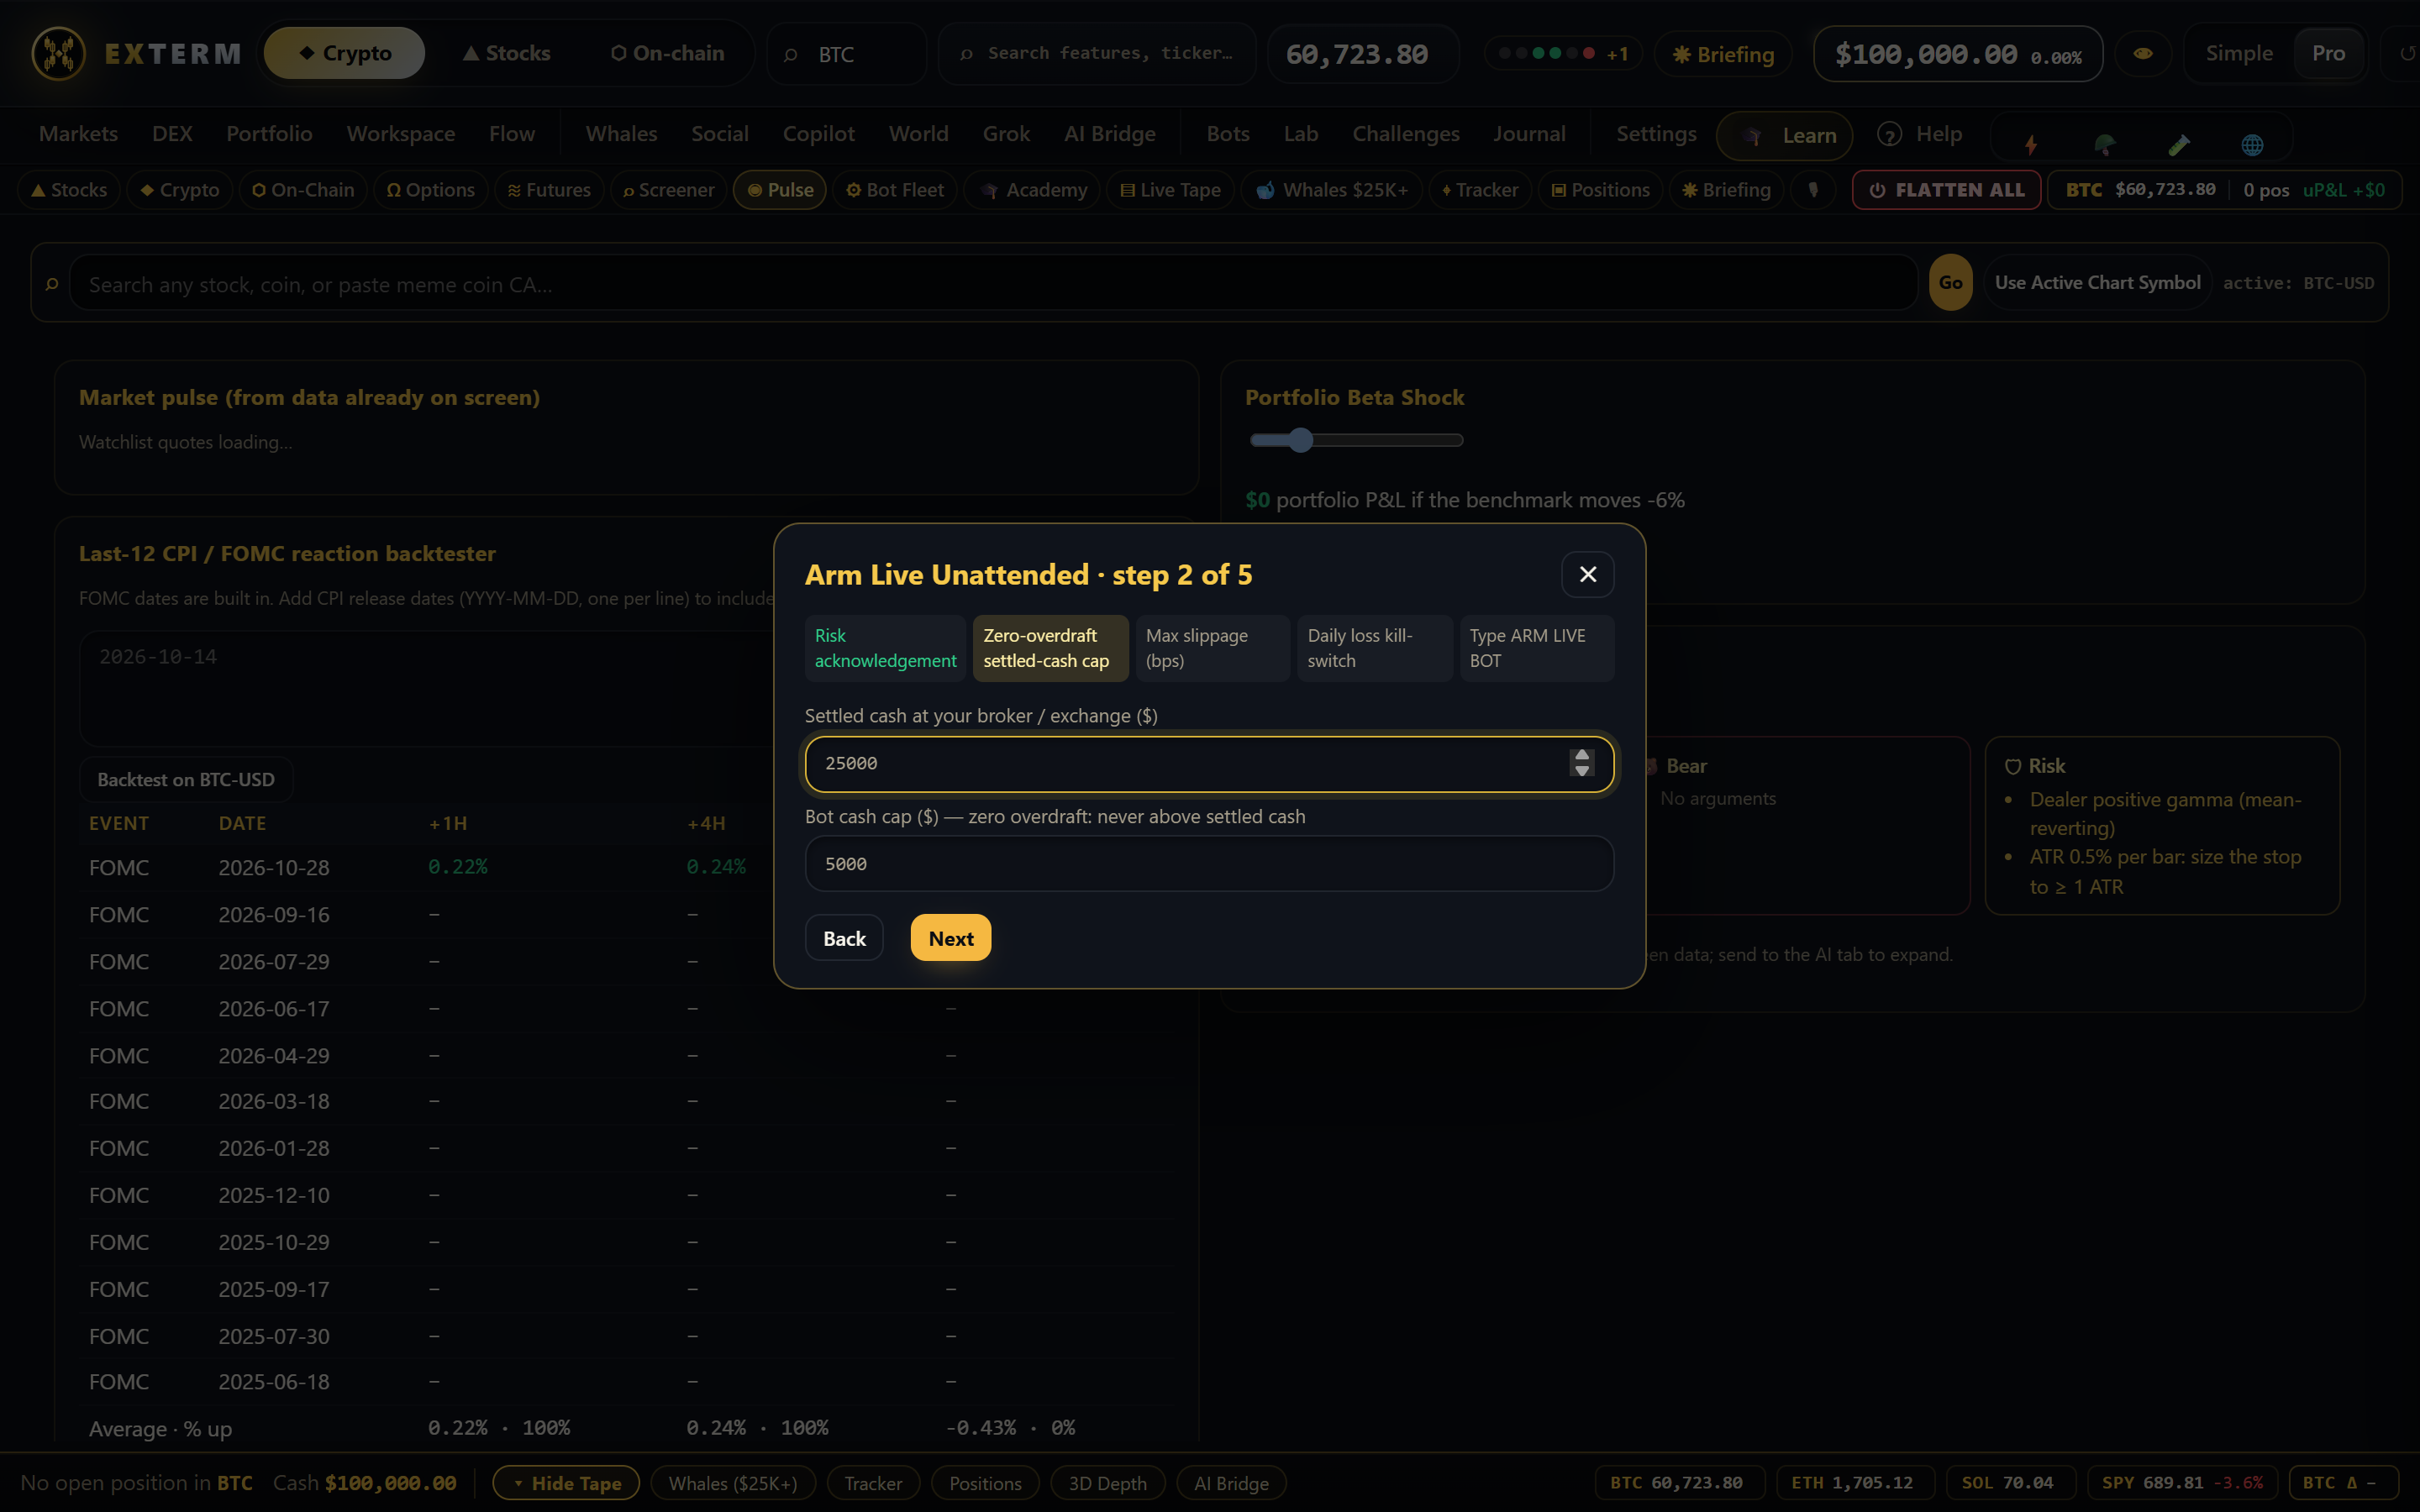 EXTERM
◆ Crypto
▲ Stocks
⬡ On-chain
BTC
Search features, ticker…
60,723.80
+1
Briefing
$100,000.00 0.00%
Simple
Pro
Markets
DEX
Portfolio
Workspace
Flow
Whales
Social
Copilot
World
Grok
AI Bridge
Bots
Lab
Challenges
Journal
Settings
Learn
? Help
▲ Stocks
◆ Crypto
⬡ On-Chain
Ω Options
≋ Futures
Screener
Pulse
Bot Fleet
Academy
Live Tape
Whales $25K+
Tracker
Positions
Briefing
FLATTEN ALL
BTC $60,723.80
0 pos uP&L +$0
Search any stock, coin, or paste meme coin CA…
Go
Use Active Chart Symbol
active: BTC-USD
Market pulse (from data already on screen)
Watchlist quotes loading…
Portfolio Beta Shock
$0 portfolio P&L if the benchmark moves -6%
Last-12 CPI / FOMC reaction backtester
FOMC dates are built in. Add CPI release dates (YYYY-MM-DD, one per line) to include
2026-10-14
Backtest on BTC-USD
EVENT DATE +1H +4H
FOMC 2026-10-28 0.22% 0.24%
FOMC 2026-09-16 – –
FOMC 2026-07-29 – –
FOMC 2026-06-17 – – –
FOMC 2026-04-29 – – –
FOMC 2026-03-18 – – –
FOMC 2026-01-28 – – –
FOMC 2025-12-10 – – –
FOMC 2025-10-29 – – –
FOMC 2025-09-17 – – –
FOMC 2025-07-30 – – –
FOMC 2025-06-18 – – –
Average · % up 0.22% · 100% 0.24% · 100% -0.43% · 0%
Arm Live Unattended · step 2 of 5
✕
Risk
acknowledgement
Zero-overdraft
settled-cash cap
Max slippage
(bps)
Daily loss kill-
switch
Type ARM LIVE
BOT
Settled cash at your broker / exchange ($)
25000
Bot cash cap ($) — zero overdraft: never above settled cash
5000
Back
Next
Bear
No arguments
Risk
• Dealer positive gamma (mean-
reverting)
• ATR 0.5% per bar: size the stop
to ≥ 1 ATR
en data; send to the AI tab to expand.
No open position in BTC
Cash $100,000.00
▾ Hide Tape
Whales ($25K+)
Tracker
Positions
3D Depth
AI Bridge
BTC 60,723.80
ETH 1,705.12
SOL 70.04
SPY 689.81 -3.6%
BTC Δ –